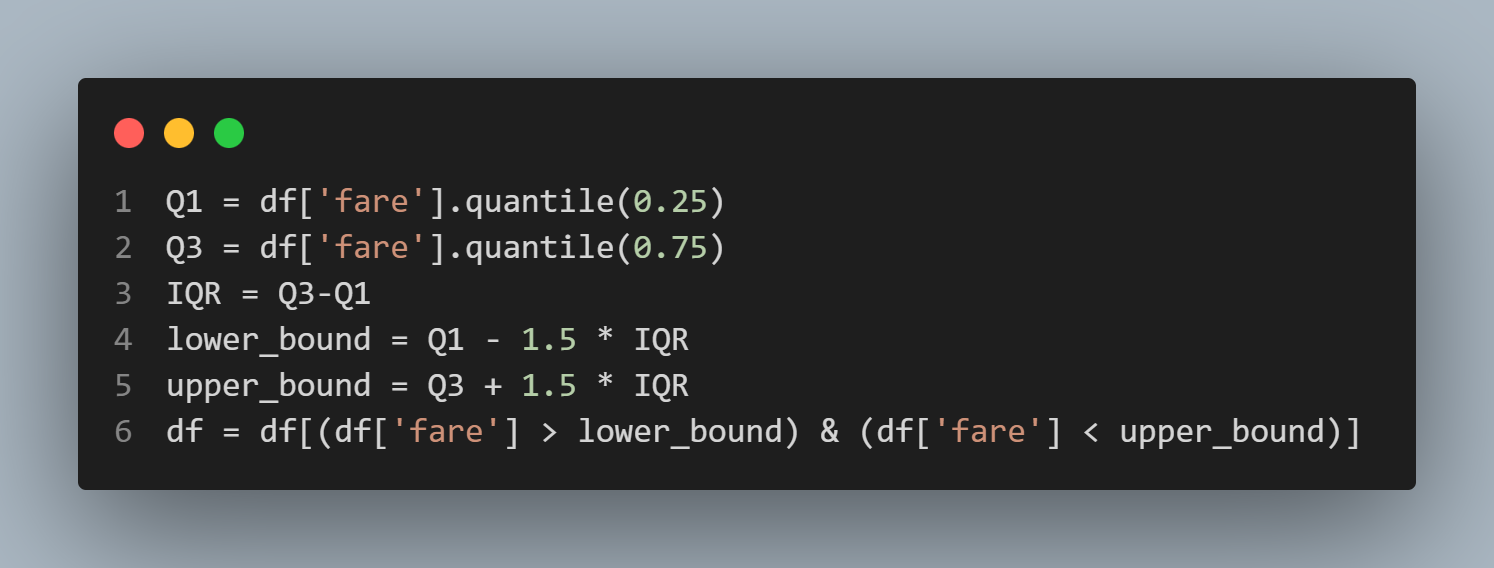 1 Q1 = df['fare'].quantile(0.25)
2 Q3 = df['fare'].quantile(0.75)
3 IQR = Q3-Q1
4 lower_bound = Q1 - 1.5 * IQR
5 upper_bound = Q3 + 1.5 * IQR
6 df = df[(df['fare'] > lower_bound) & (df['fare'] < upper_bound)]